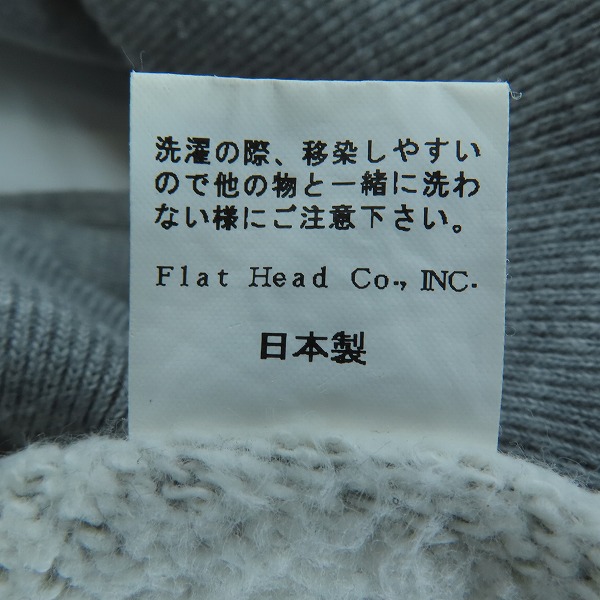 洗濯の際、移染しやすい
ので他の物と一緒に洗わ
ない様にご注意下さい。
Flat Head Co., INC.
日本製